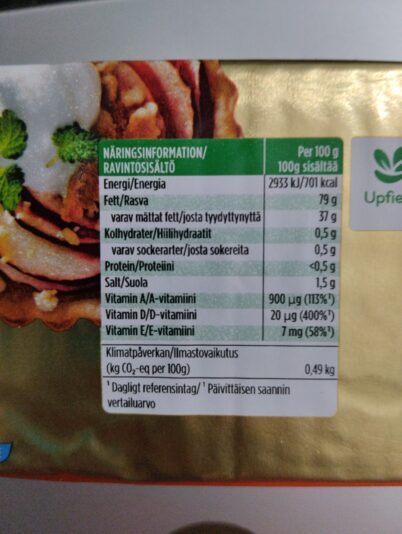 NÄRINGSINFORMATION/ Per 100 g
RAVINTOSISÄLTÖ 100g sisältää
Energi/Energia 2933 kJ/701 kcal
Fett/Rasva 79 g
varav mättat fett/josta tyydyttynyttä 37 g
Kolhydrater/Hiilihydraatit 0,5 g
varav sockerarter/josta sokereita 0,5 g
Protein/Proteiini <0,5 g
Salt/Suola 1,5 g
Vitamin A/A-vitamiini 900 µg (113%¹)
Vitamin D/D-vitamiini 20 µg (400%¹)
Vitamin E/E-vitamiini 7 mg (58%¹)
Klimatpåverkan/Ilmastovaikutus
(kg CO₂-eq per 100g) 0,49 kg
¹ Dagligt referensintag/ ¹ Päivittäisen saannin
vertailuarvo
Upfie